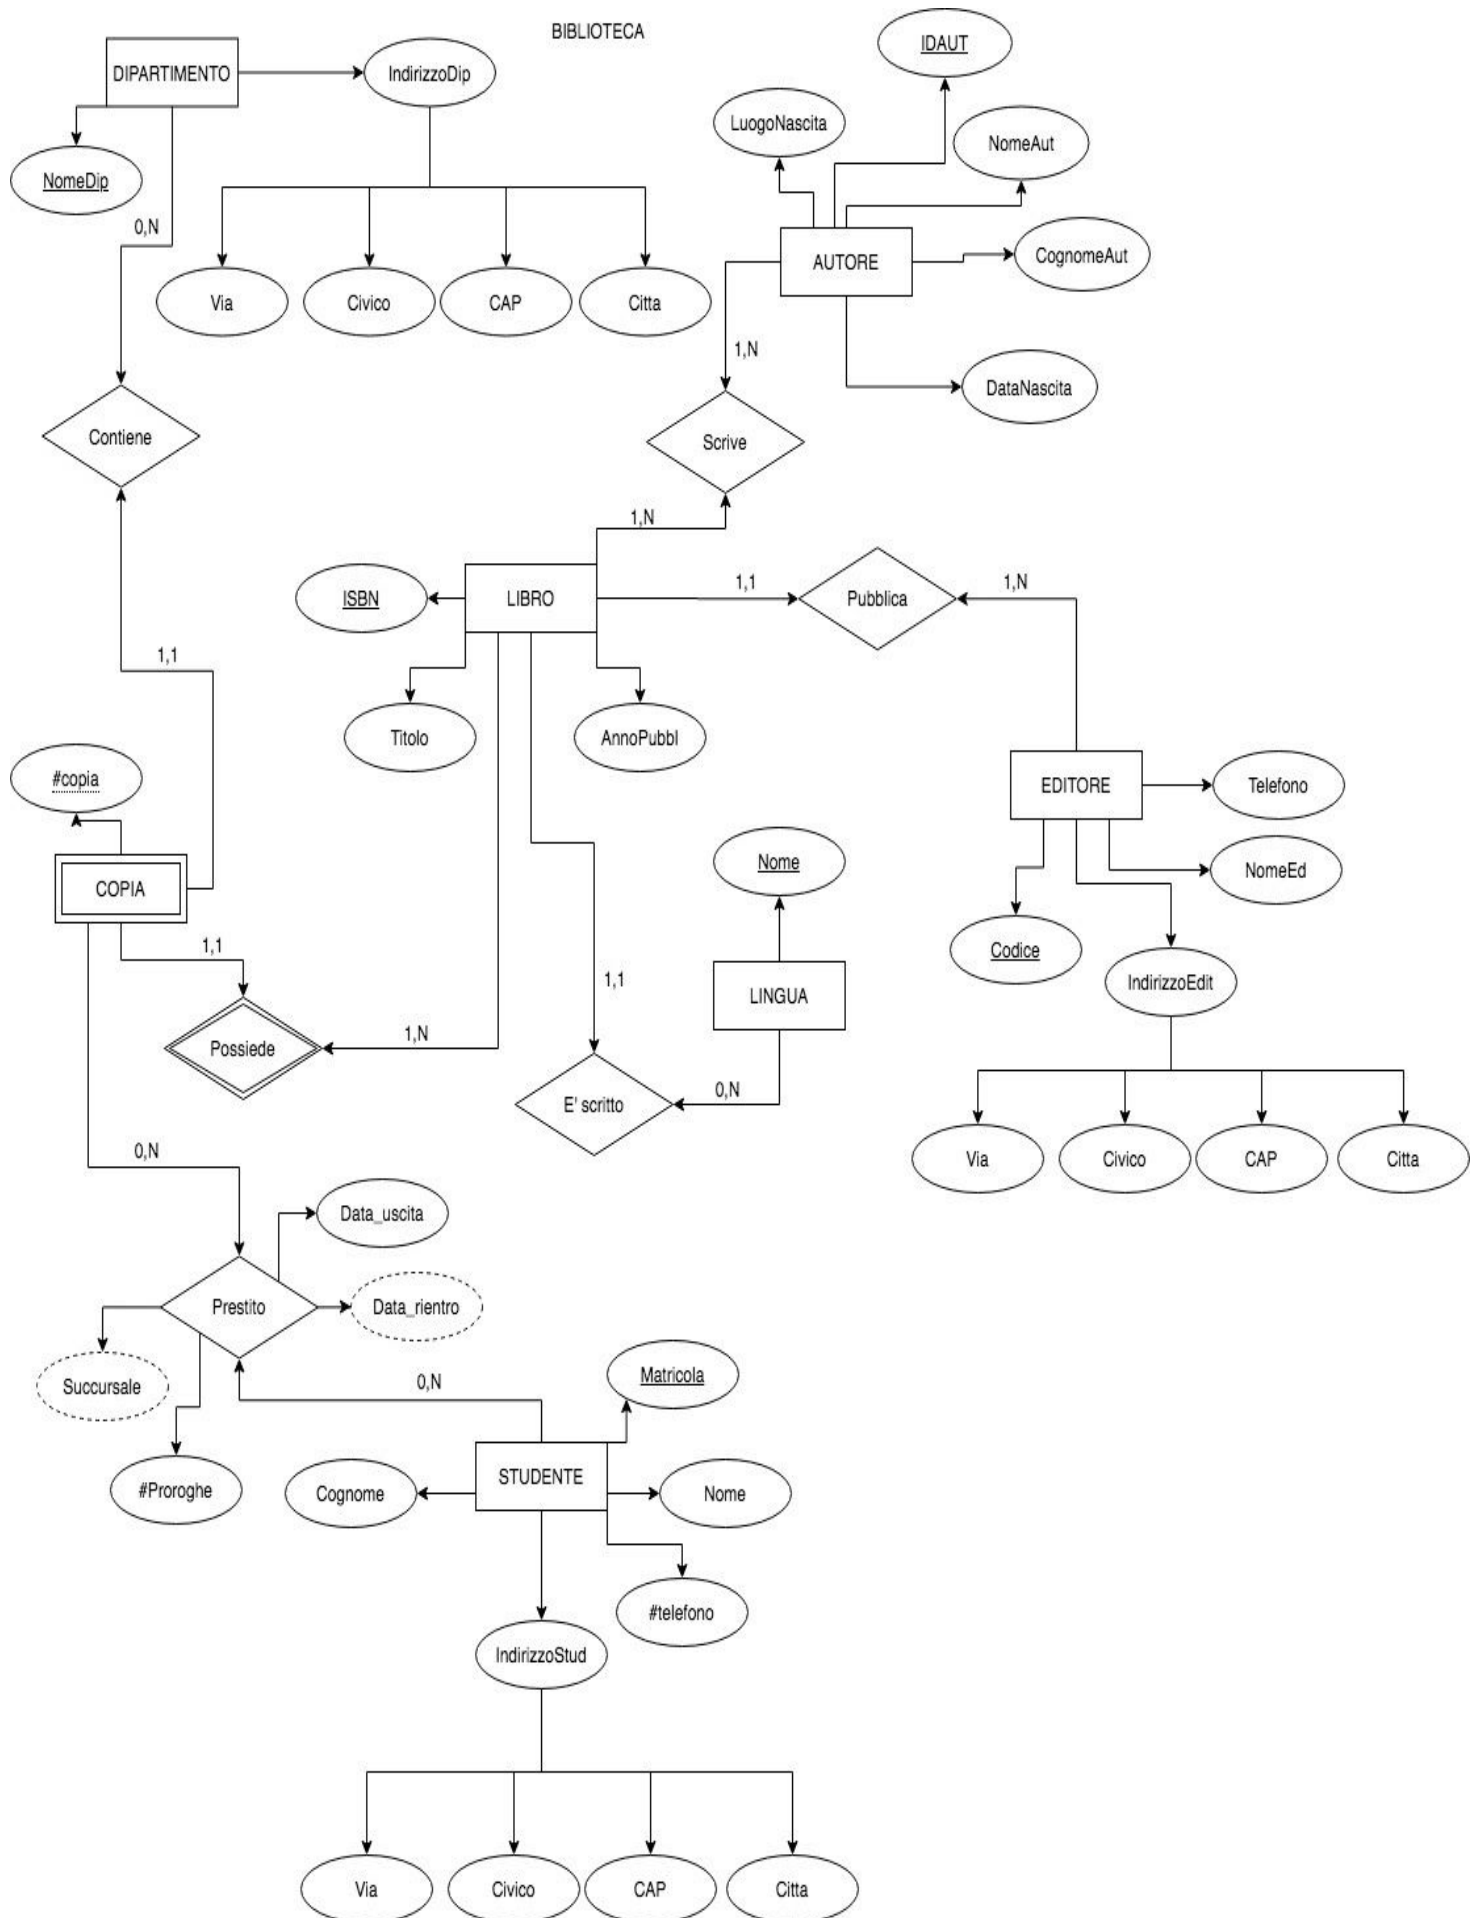 BIBLIOTECA
IDAUT
DIPARTIMENTO
IndirizzoDip
LuogoNascita
NomeAut
NomeDip
0,N
CognomeAut
AUTORE
Via
Civico
CAP
Citta
1,N
DataNascita
Contiene
Scrive
1,N
ISBN
LIBRO
1,1
Pubblica
1,N
1,1
Titolo
AnnoPubbl
#copia
EDITORE
Telefono
Nome
NomeEd
COPIA
1,1
Codice
1,1
LINGUA
IndirizzoEdit
Possiede
1,N
E' scritto
0,N
0,N
Via
Civico
CAP
Citta
Data_uscita
Prestito
Data_rientro
Succursale
0,N
Matricola
#Proroghe
Cognome
STUDENTE
Nome
#telefono
IndirizzoStud
Via
Civico
CAP
Citta